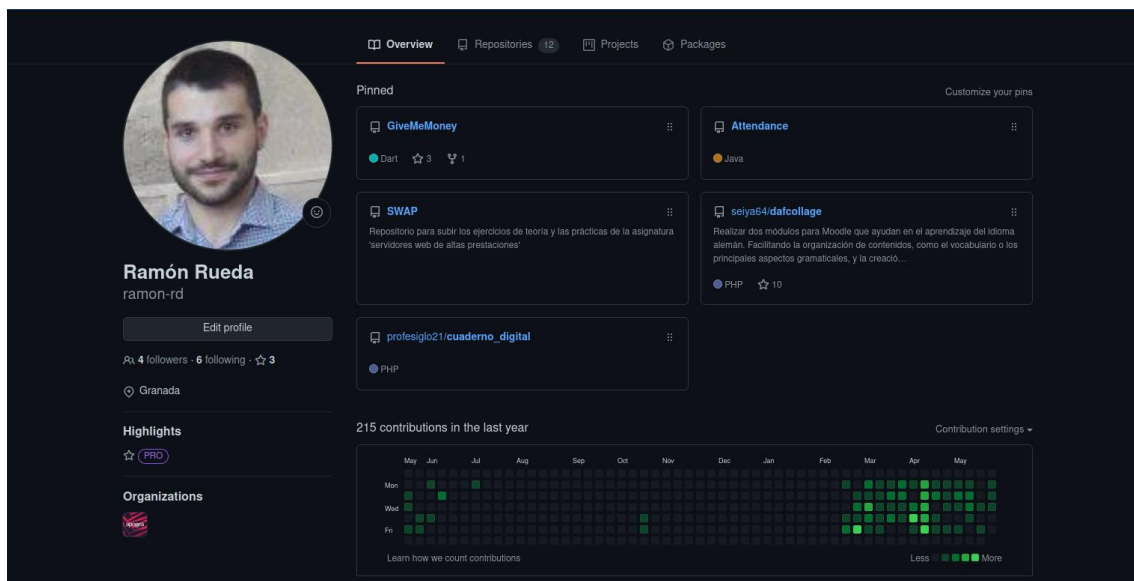 Overview
Repositories 12
Projects
Packages
Ramón Rueda
ramon-rd
Edit profile
4 followers · 6 following · 3
Granada
Highlights
PRO
Organizations
Pinned
Customize your pins
GiveMeMoney
Dart 3 1
Attendance
Java
SWAP
Repositorio para subir los ejercicios de teoría y las prácticas de la asignatura
'servidores web de altas prestaciones'
seiya64/dafcollage
Realizar dos módulos para Moodle que ayudan en el aprendizaje del idioma
alemán. Facilitando la organización de contenidos, como el vocabulario o los
principales aspectos gramaticales, y la creació…
PHP 10
profesiglo21/cuaderno_digital
PHP
215 contributions in the last year
Contribution settings
May Jun Jul Aug Sep Oct Nov Dec Jan Feb Mar Apr May
Mon
Wed
Fri
Learn how we count contributions
Less More